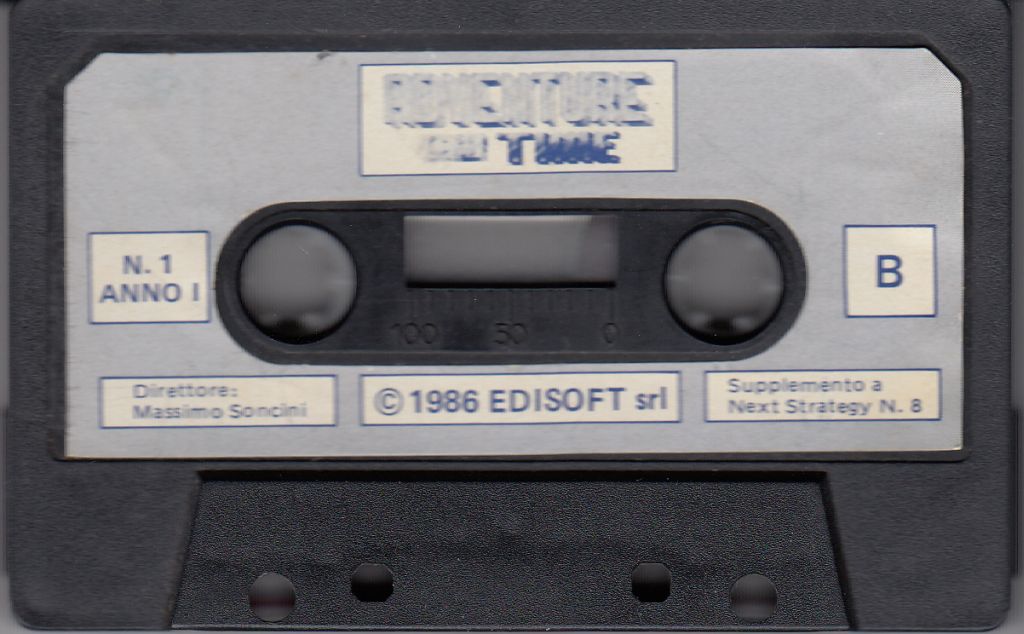 ADVENTURE
TIME
N. 1
ANNO I
B
100 50 0
Direttore:
Massimo Soncini
©1986 EDISOFT srl
Supplemento a
Next Strategy N. 8